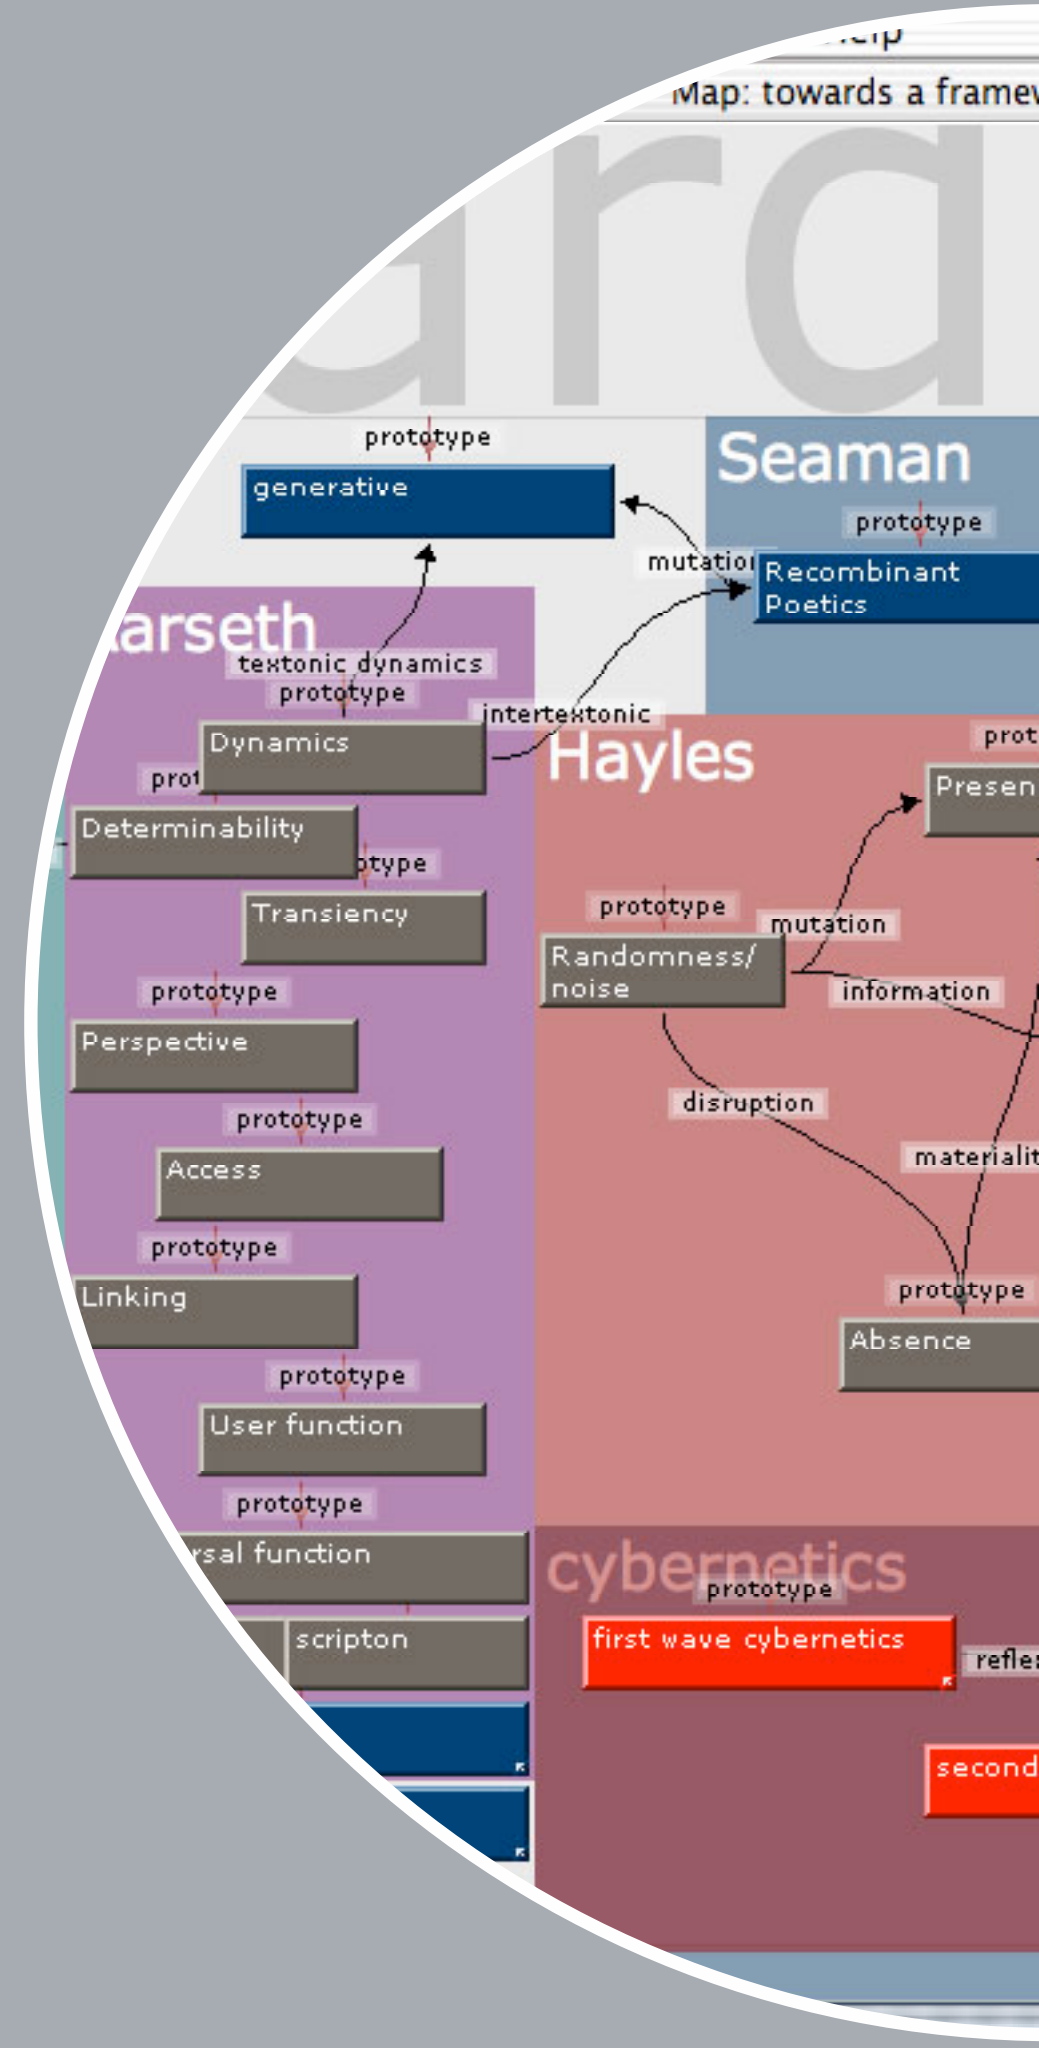 Map: towards a
ard
prototype
generative
Seaman
prototype
mutation
Recombinant
Poetics
arseth
textonic dynamics
prototype
intertextonic
Dynamics
Hayles
Determinability
Transiency
prototype
mutation
Randomness/
noise
information
prototype
Perspective
disruption
prototype
Access
prototype
Linking
prototype
Absence
prototype
User function
prototype
function
cybernetics
prototype
scripton
first wave cybernetics
second